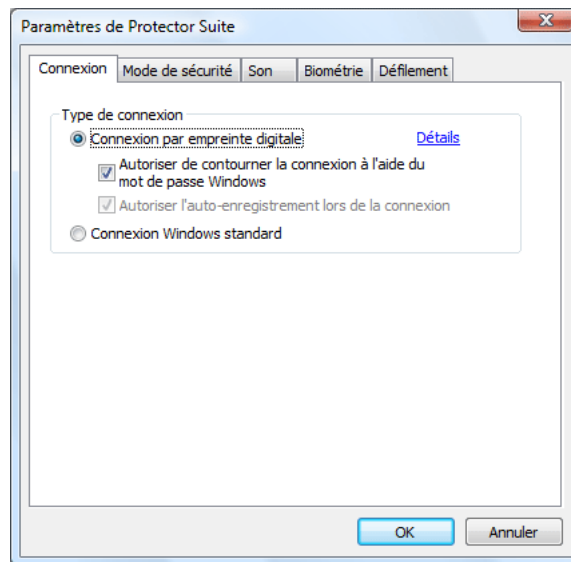 Paramètres de Protector Suite
Connexion Mode de sécurité Son Biométrie Défilement
Type de connexion
Connexion par empreinte digitale Détails
Autoriser de contourner la connexion à l'aide du
mot de passe Windows
Autoriser l'auto-enregistrement lors de la connexion
Connexion Windows standard
OK Annuler